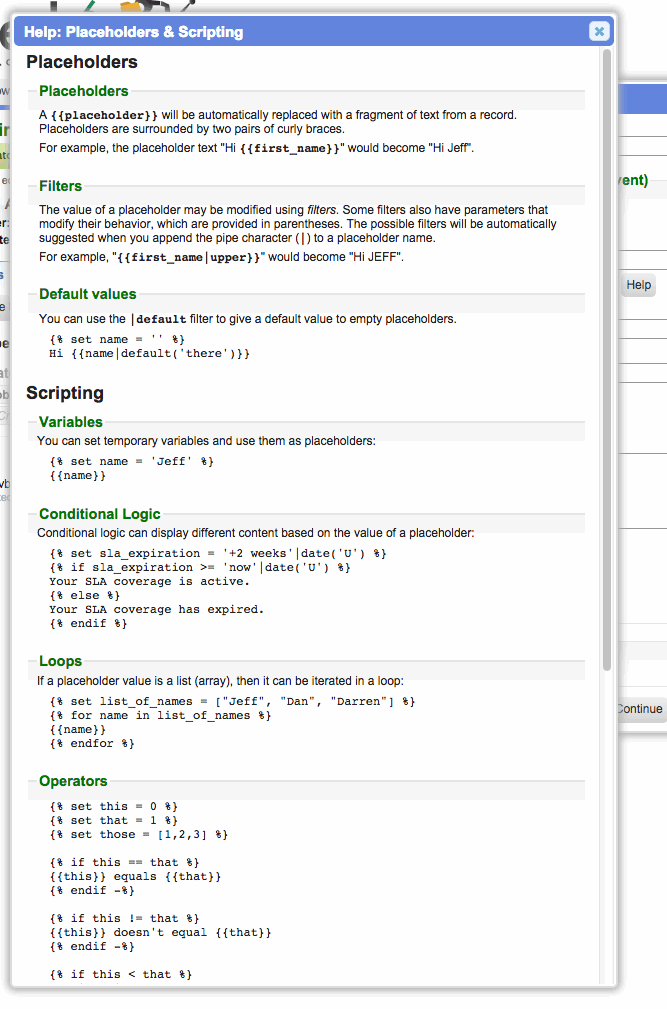 Help: Placeholders & Scripting
Placeholders
Placeholders
A {{placeholder}} will be automatically replaced with a fragment of text from a record.
Placeholders are surrounded by two pairs of curly braces.
For example, the placeholder text "Hi {{first_name}}" would become "Hi Jeff".
Filters
The value of a placeholder may be modified using filters. Some filters also have parameters that
modify their behavior, which are provided in parentheses. The possible filters will be automatically
suggested when you append the pipe character (|) to a placeholder name.
For example, "{{first_name|upper}}" would become "Hi JEFF".
Default values
You can use the |default filter to give a default value to empty placeholders.
{% set name = '' %}
Hi {{name|default('there')}}
Scripting
Variables
You can set temporary variables and use them as placeholders:
{% set name = 'Jeff' %}
{{name}}
Conditional Logic
Conditional logic can display different content based on the value of a placeholder:
{% set sla_expiration = '+2 weeks'|date('U') %}
{% if sla_expiration >= 'now'|date('U') %}
Your SLA coverage is active.
{% else %}
Your SLA coverage has expired.
{% endif %}
Loops
If a placeholder value is a list (array), then it can be iterated in a loop:
{% set list_of_names = ["Jeff", "Dan", "Darren"] %}
{% for name in list_of_names %}
{{name}}
{% endfor %}
Operators
{% set this = 0 %}
{% set that = 1 %}
{% set those = [1,2,3] %}
{% if this == that %}
{{this}} equals {{that}}
{% endif -%}
{% if this != that %}
{{this}} doesn't equal {{that}}
{% endif -%}
{% if this < that %}
vent)
Help
Continue